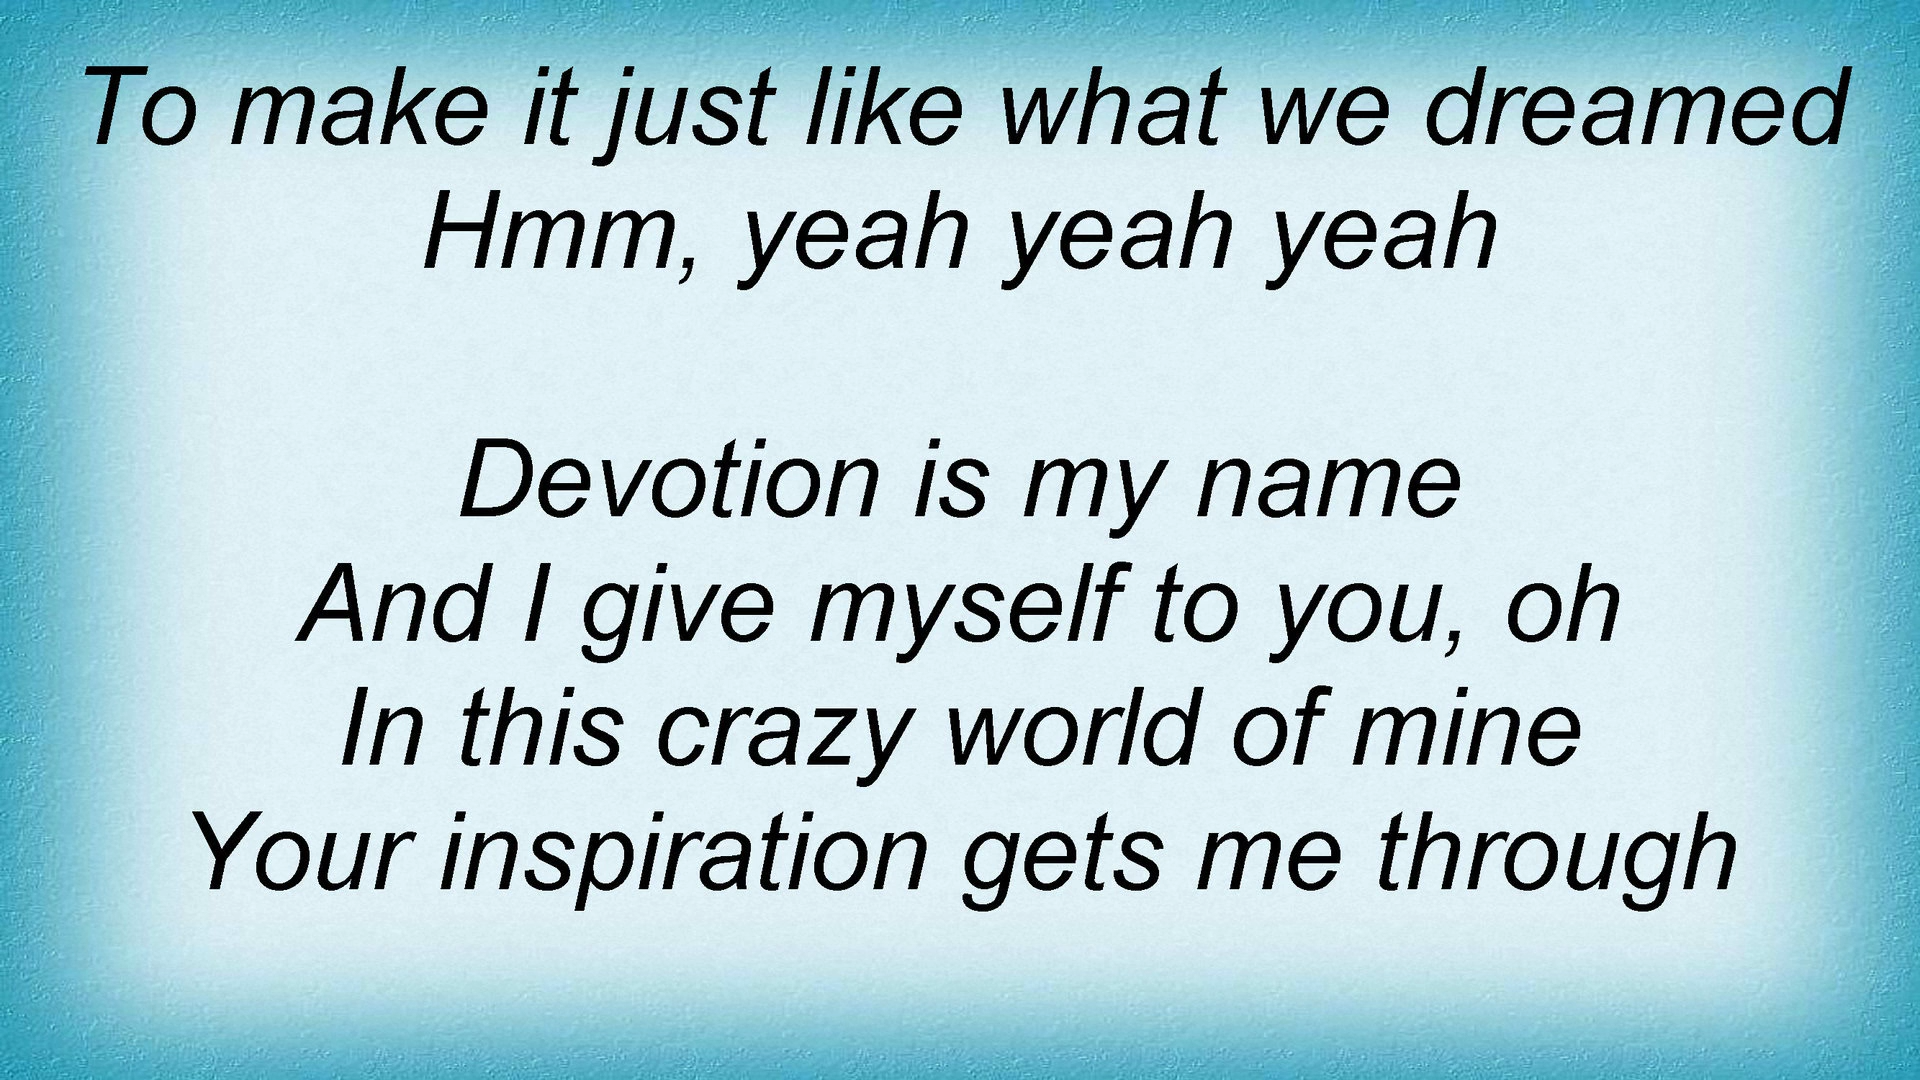 To make it just like what we dreamed
Hmm, yeah yeah yeah
Devotion is my name
And I give myself to you, oh
In this crazy world of mine
Your inspiration gets me through